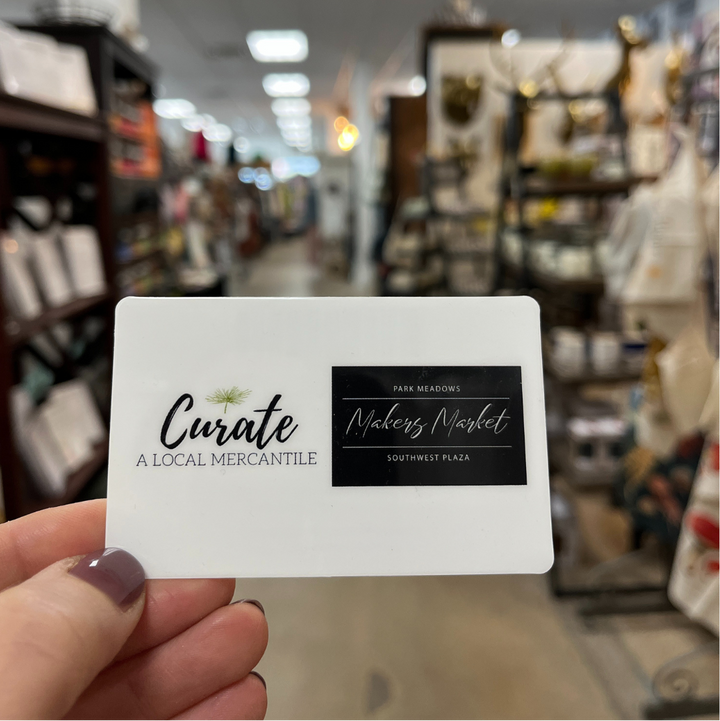 Curate
A LOCAL MERCANTILE
PARK MEADOWS
Makers Market
SOUTHWEST PLAZA